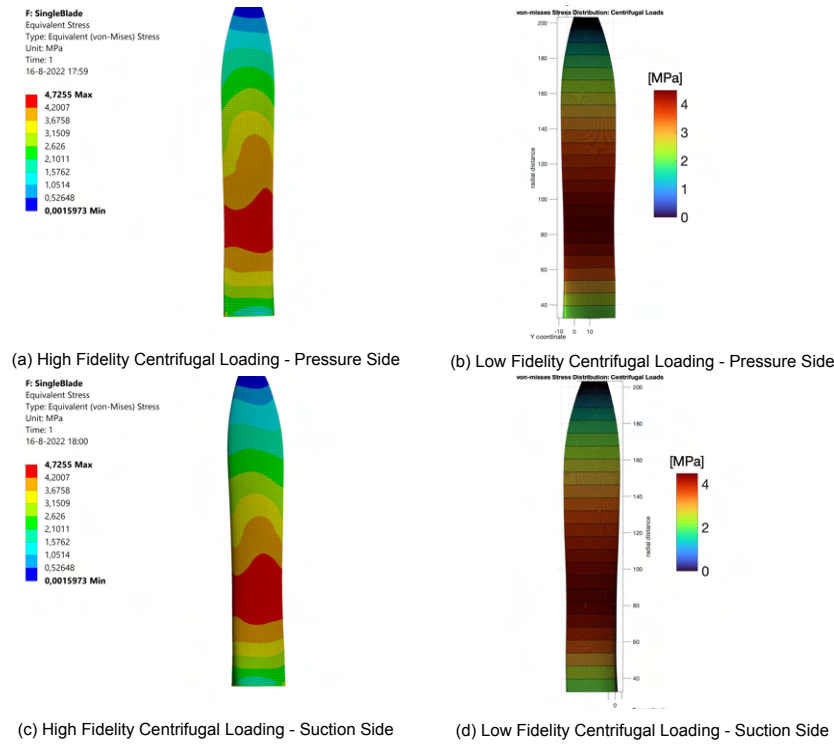 F: SingleBlade
Equivalent Stress
Type: Equivalent (von-Mises) Stress
Unit: MPa
Time: 1
16-8-2022 17:59
4,7255 Max
4,2007
3,6758
3,1509
2,626
2,1011
1,5762
1,0514
0,52648
0,0015973 Min
von-misses Stress Distribution: Centrifugal Loads
200
180
160
140
120
100
80
60
40
radial distance
-10 0 10
Y coordinate
[MPa]
4
3
2
1
0
(a) High Fidelity Centrifugal Loading - Pressure Side
(b) Low Fidelity Centrifugal Loading - Pressure Side
F: SingleBlade
Equivalent Stress
Type: Equivalent (von-Mises) Stress
Unit: MPa
Time: 1
16-8-2022 18:00
4,7255 Max
4,2007
3,6758
3,1509
2,626
2,1011
1,5762
1,0514
0,52648
0,0015973 Min
von-misses Stress Distribution: Centrifugal Loads
200
180
160
140
120
100
80
60
40
radial distance
0
[MPa]
4
2
0
(c) High Fidelity Centrifugal Loading - Suction Side
(d) Low Fidelity Centrifugal Loading - Suction Side